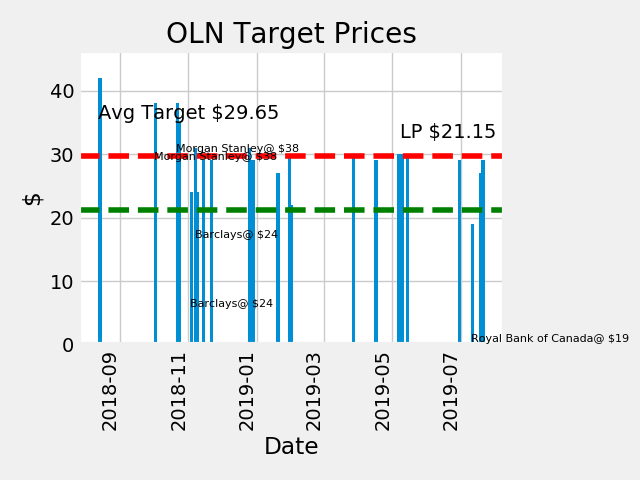 OLN Target Prices
40
Avg Target $29.65
LP $21.15
Morgan Stanley@ $38
Morgan Stanley@ $38
30
Barclays@ $24
20
$
Barclays@ $24
10
Royal Bank of Canada@ $19
0
2018-09
2018-11
2019-01
2019-03
2019-05
2019-07
Date